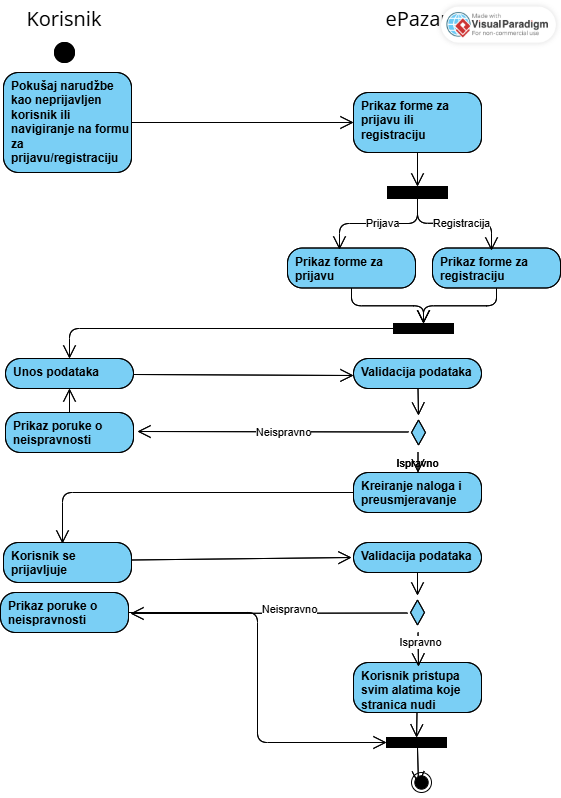 Korisnik
Made with
VisualParadigm
For non-commercial use
Pokušaj narudžbe
kao neprijavljen
korisnik ili
navigiranje na formu
za
prijavu/registraciju
Prikaz forme za
prijavu ili
registraciju
Prijava
Registracija
Prikaz forme za
prijavu
Prikaz forme za
registraciju
Unos podataka
Validacija podataka
Prikaz poruke o
neispravnosti
Neispravno
Ispravno
Kreiranje naloga i
preusmjeravanje
Korisnik se
prijavljuje
Validacija podataka
Prikaz poruke o
neispravnosti
Neispravno
Ispravno
Korisnik pristupa
svim alatima koje
stranica nudi